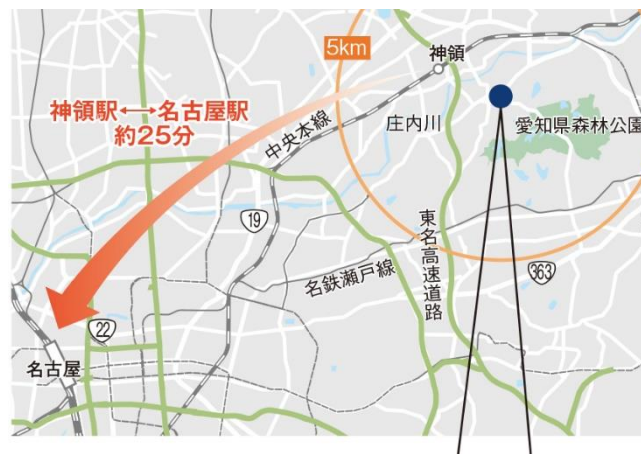 5km
神領
神領駅⟷名古屋駅
約25分
庄内川
愛知県森林公園
中央本線
19
東名高速道路
名鉄瀬戸線
363
22
名古屋